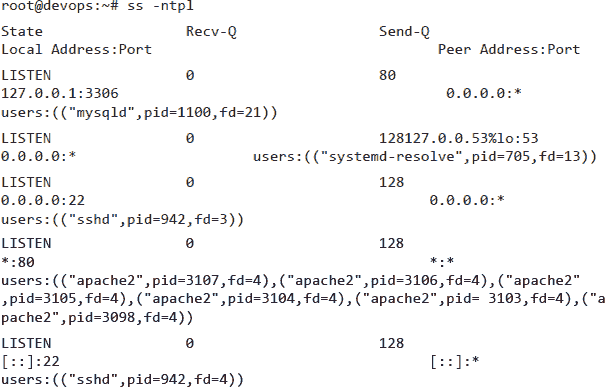 root@devops:~# ss -ntpl
State Recv-Q Send-Q
Local Address:Port Peer Address:Port
LISTEN 0 80
127.0.0.1:3306 0.0.0.0:*
users:(("mysqld",pid=1100,fd=21))
LISTEN 0 128127.0.0.53%lo:53
0.0.0.0:* users:(("systemd-resolve",pid=705,fd=13))
LISTEN 0 128
0.0.0.0:22 0.0.0.0:*
users:(("sshd",pid=942,fd=3))
LISTEN 0 128
*:80 *:*
users:(("apache2",pid=3107,fd=4),("apache2",pid=3106,fd=4),("apache2"
,pid=3105,fd=4),("apache2",pid=3104,fd=4),("apache2",pid= 3103,fd=4),("a
pache2",pid=3098,fd=4))
LISTEN 0 128
[::]:22 [::]:*
users:(("sshd",pid=942,fd=4))